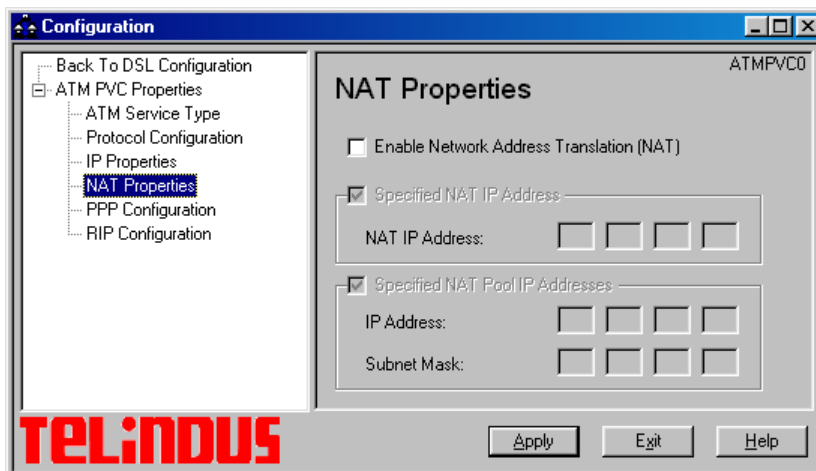 Configuration
Back To DSL Configuration
ATM PVC Properties
ATM Service Type
Protocol Configuration
IP Properties
NAT Properties
PPP Configuration
RIP Configuration
ATMPVC0
NAT Properties
Enable Network Address Translation (NAT)
Specified NAT IP Address
NAT IP Address:
Specified NAT Pool IP Addresses
IP Address:
Subnet Mask:
TELINDUS
Apply
Exit
Help